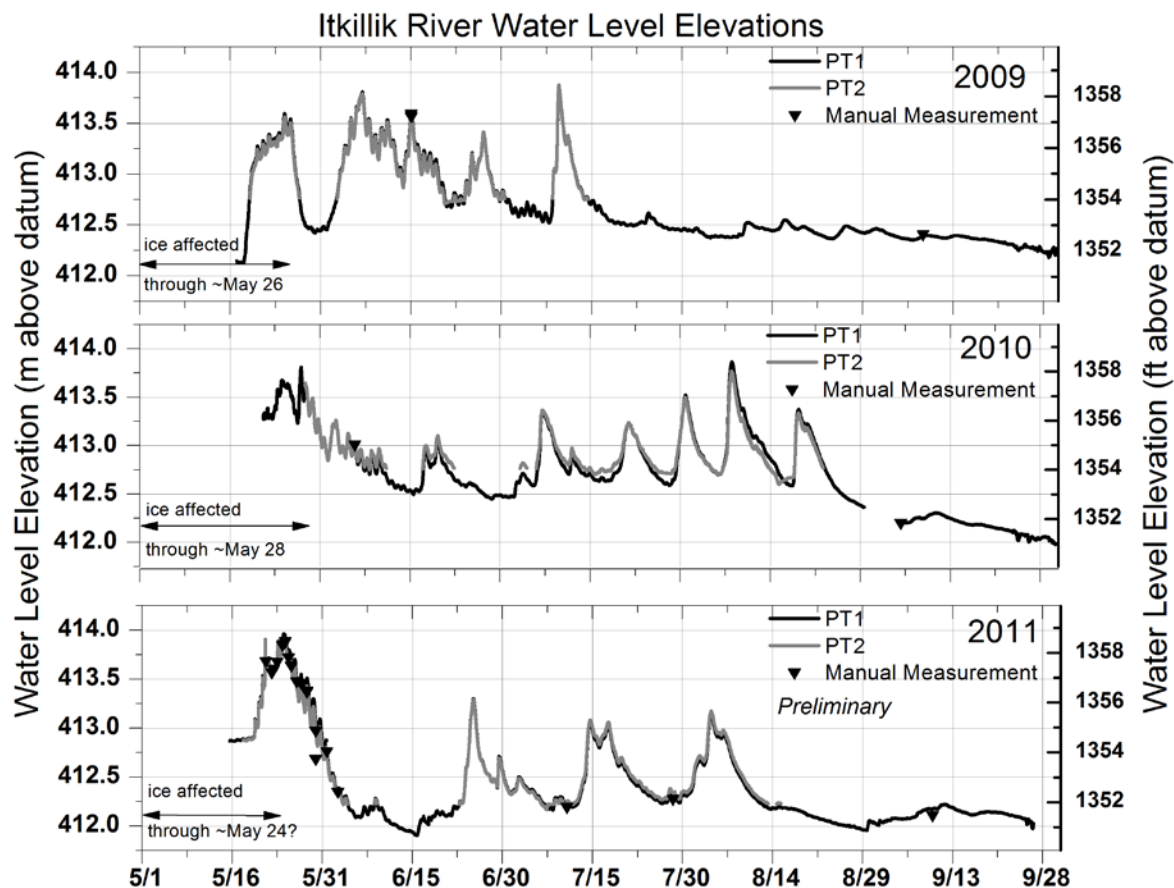 Itkillik River Water Level Elevations
Water Level Elevation (m above datum)
Water Level Elevation (ft above datum)
414.0
413.5
413.0
412.5
412.0
PT1
PT2
Manual Measurement
2009
1358
1356
1354
1352
ice affected
through ~May 26
414.0
413.5
413.0
412.5
412.0
PT1
PT2
Manual Measurement
2010
1358
1356
1354
1352
ice affected
through ~May 28
414.0
413.5
413.0
412.5
412.0
PT1
PT2
Manual Measurement
2011
Preliminary
1358
1356
1354
1352
ice affected
through ~May 24?
5/1 5/16 5/31 6/15 6/30 7/15 7/30 8/14 8/29 9/13 9/28